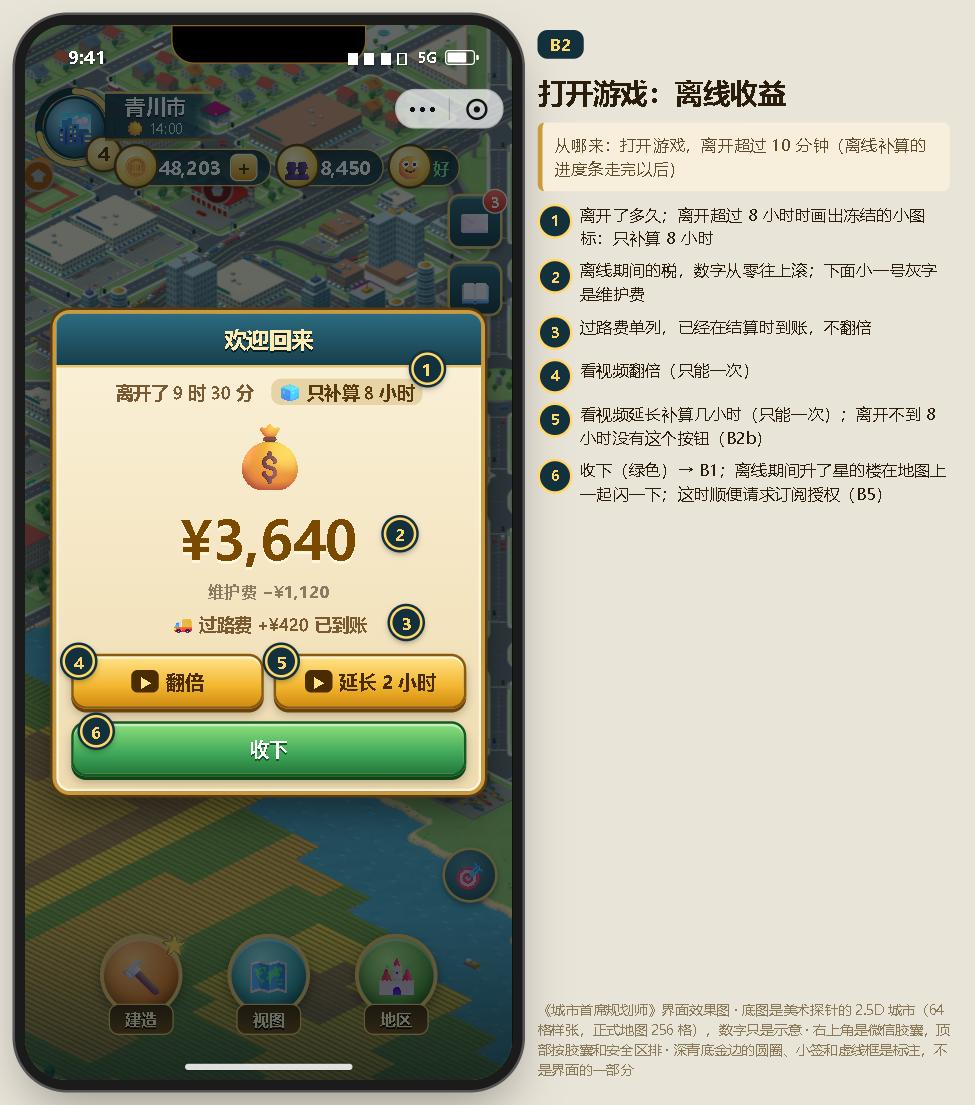 9:41
5G
青川市
14:00
4
48,203
+
8,450
好
3
欢迎回来
1
离开了 9 时 30 分
只补算 8 小时
$
¥3,640
2
维护费 −¥1,120
过路费 +¥420 已到账
3
4
翻倍
5
延长 2 小时
6
收下
建造
视图
地区
B2
打开游戏：离线收益
从哪来：打开游戏，离开超过 10 分钟（离线补算的
进度条走完以后）
1
离开了多久；离开超过 8 小时时画出冻结的小图
标：只补算 8 小时
2
离线期间的税，数字从零往上滚；下面小一号灰字
是维护费
3
过路费单列，已经在结算时到账，不翻倍
4
看视频翻倍（只能一次）
5
看视频延长补算几小时（只能一次）；离开不到 8
小时没有这个按钮（B2b）
6
收下（绿色）→ B1；离线期间升了星的楼在地图上
一起闪一下；这时顺便请求订阅授权（B5）
《城市首席规划师》界面效果图 · 底图是美术探针的 2.5D 城市（64
格样张，正式地图 256 格），数字只是示意 · 右上角是微信胶囊，顶
部按胶囊和安全区排 · 深青底金边的圆圈、小签和虚线框是标注，不
是界面的一部分